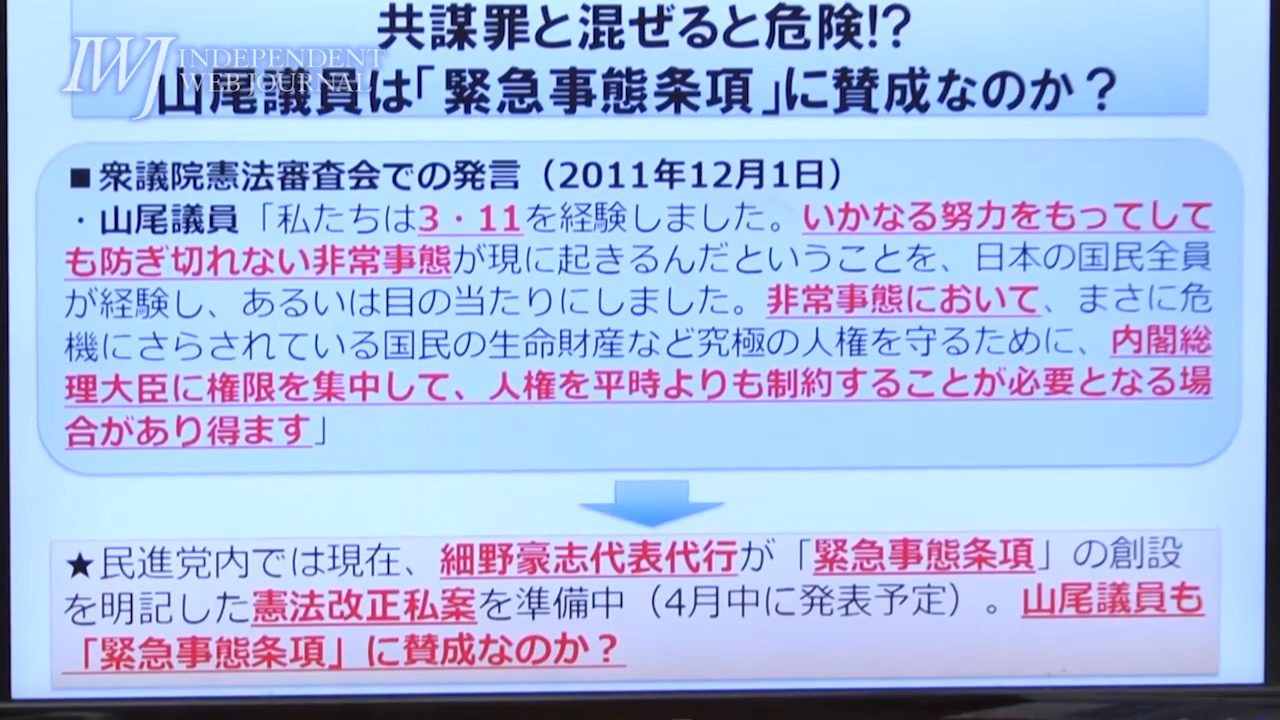 共謀罪と混ぜると危険!?
IWJ INDEPENDENT
WEB JOURNAL
山尾議員は「緊急事態条項」に賛成なのか？
■衆議院憲法審査会での発言（2011年12月1日）
・山尾議員「私たちは3・11を経験しました。いかなる努力をもってして
も防ぎ切れない非常事態が現に起きるんだということを、日本の国民全員
が経験し、あるいは目の当たりにしました。非常事態において、まさに危
機にさらされている国民の生命財産など究極の人権を守るために、内閣総
理大臣に権限を集中して、人権を平時よりも制約することが必要となる場
合があり得ます」
★民進党内では現在、細野豪志代表代行が「緊急事態条項」の創設
を明記した憲法改正私案を準備中（4月中に発表予定）。山尾議員も
「緊急事態条項」に賛成なのか？